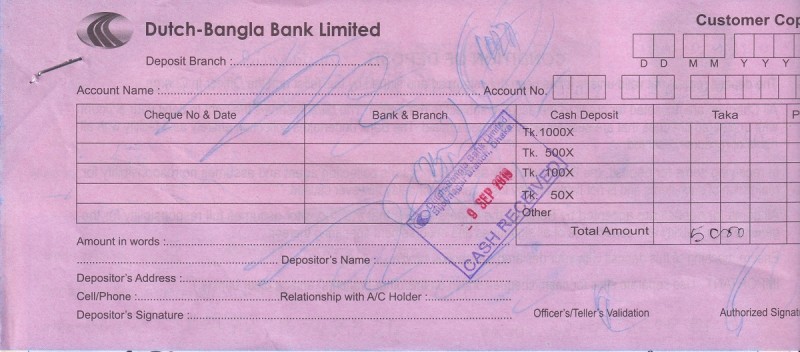 Dutch-Bangla Bank Limited
Customer Cop
Deposit Branch :
D D M M Y Y Y
Account Name :
Account No.
Cheque No & Date Bank & Branch Cash Deposit Taka P
Tk. 1000X
Tk. 500X
Tk. 100X
Tk. 50X
Other
Dutch-Bangla Bank Limited
Branch, Dhaka
- 9 SEP 2019
CASH RECEIVED
Total Amount 5000
Amount in words :
Depositor's Name :
Depositor's Address :
Cell/Phone : Relationship with A/C Holder :
Depositor's Signature : Officer's/Teller's Validation Authorized Signat